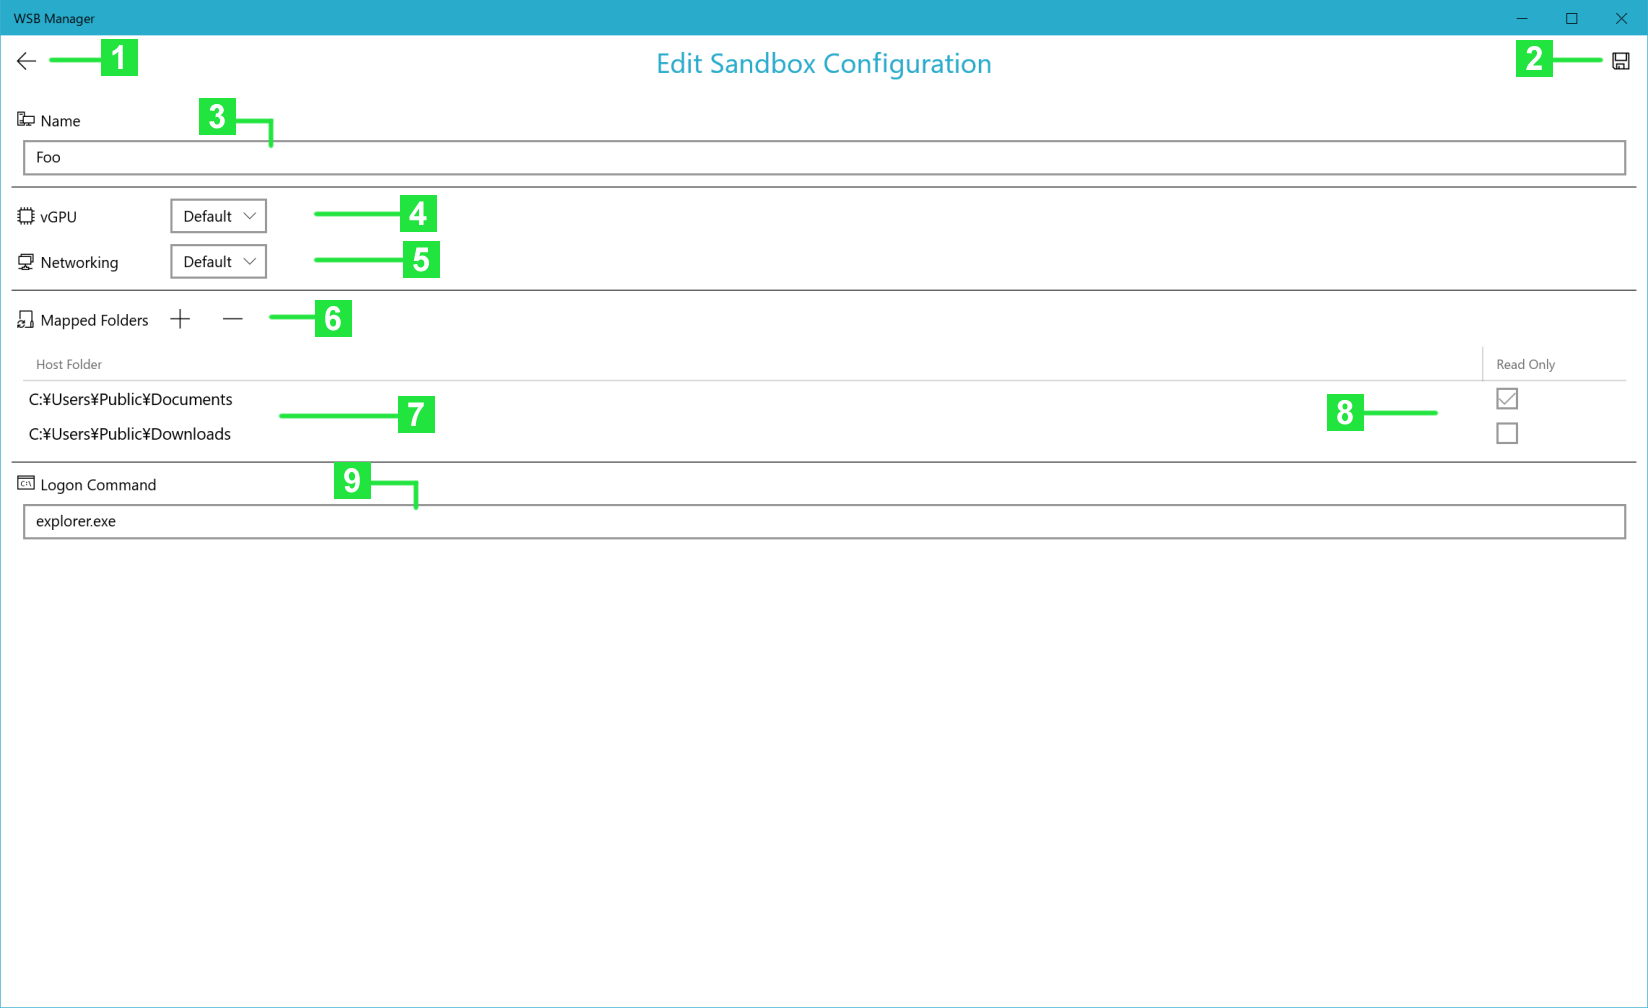 WSB Manager
1
Edit Sandbox Configuration
2
Name
3
Foo
vGPU
Default
4
Networking
Default
5
Mapped Folders
6
Host Folder
Read Only
C:¥Users¥Public¥Documents
7
8
C:¥Users¥Public¥Downloads
C:\
Logon Command
9
explorer.exe